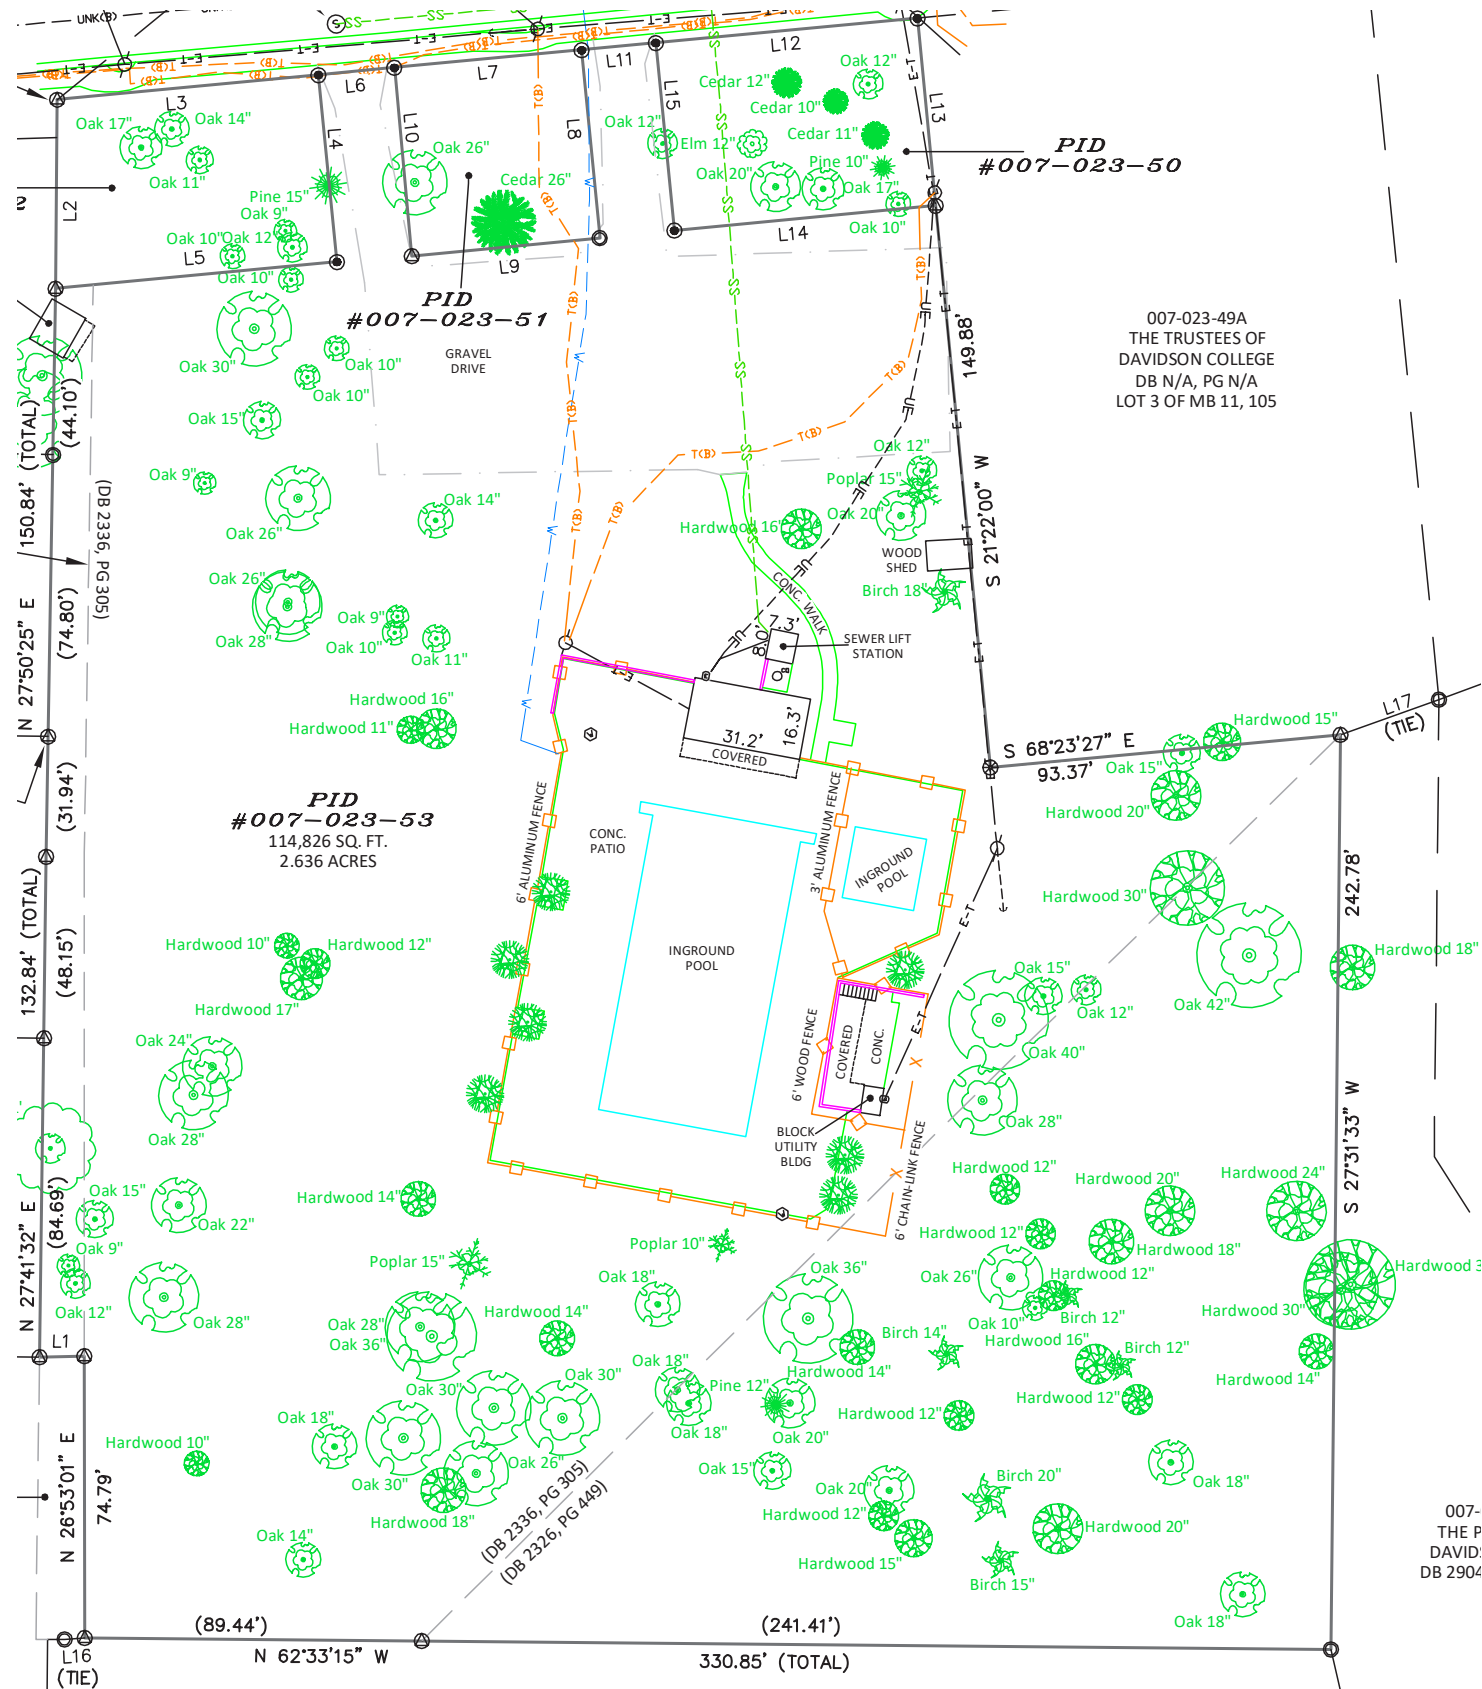 UNK(B)
S
SS
E-T
T(B)
L3
L6
L7
L11
L12
Oak 17"
Oak 14"
Oak 11"
L4
L10
L8
L15
L13
L2
L5
Pine 15"
Oak 9"
Oak 10"
Oak 12
Oak 10"
Oak 26"
Cedar 26"
L9
Oak 12"
Elm 12"
Oak 20"
Cedar 12"
Oak 12"
Cedar 10"
Cedar 11"
Pine 10"
Oak 17"
Oak 10"
L14
PID
#007-023-50
PID
#007-023-51
GRAVEL
DRIVE
007-023-49A
THE TRUSTEES OF
DAVIDSON COLLEGE
DB N/A, PG N/A
LOT 3 OF MB 11, 105
Oak 30"
Oak 10"
Oak 10"
Oak 15"
Oak 9"
Oak 26"
Oak 14"
150.84' (TOTAL)
(44.10')
(DB 2336, PG 305)
N 27°50'25" E
(74.80')
W
UE
149.88'
S 21°22'00" W
Oak 12"
Poplar 15"
Oak 20"
Hardwood 16"
WOOD
SHED
Birch 18"
Oak 26"
Oak 28"
Oak 9"
Oak 10"
Oak 11"
CONC. WALK
7.3'
8.0'
SEWER LIFT
STATION
Hardwood 16"
Hardwood 11"
31.2'
16.3'
COVERED
S 68°23'27" E
93.37'
L17
(TIE)
Hardwood 15"
Oak 15"
Hardwood 20"
(31.94')
PID
#007-023-53
114,826 SQ. FT.
2.636 ACRES
6' ALUMINUM FENCE
CONC.
PATIO
3' ALUMINUM FENCE
INGROUND
POOL
INGROUND
POOL
Hardwood 30"
242.78'
132.84' (TOTAL)
(48.15')
Hardwood 10"
Hardwood 12"
Hardwood 17"
Oak 15"
Oak 12"
Oak 42"
Hardwood 18"
Oak 40"
Oak 24"
Oak 28"
6' WOOD FENCE
COVERED
CONC.
X
Oak 28"
S 27°31'33" W
BLOCK
UTILITY
BLDG
6' CHAIN-LINK FENCE
N 27°41'32" E
(84.69')
Oak 15"
Oak 22"
Oak 9"
Oak 12"
Oak 28"
Hardwood 14"
Poplar 15"
Poplar 10"
Oak 18"
Oak 36"
Hardwood 12"
Hardwood 20"
Hardwood 24"
Hardwood 12"
Hardwood 18"
Oak 26"
Hardwood 12"
Birch 12"
Oak 10"
Hardwood 16"
Hardwood 30"
Hardwood 3
L1
Oak 28"
Oak 36"
Hardwood 14"
Birch 14"
Hardwood 14"
Birch 12"
Hardwood 12"
Hardwood 14"
Oak 30"
Oak 30"
Oak 18"
Pine 12"
Oak 18"
Oak 20"
Hardwood 12"
Oak 18"
Hardwood 10"
Oak 30"
Oak 26"
Hardwood 18"
Oak 15"
Oak 20"
Hardwood 12"
Hardwood 15"
Birch 20"
Birch 15"
Hardwood 20"
Oak 18"
Oak 18"
N 26°53'01" E
74.79'
Oak 14"
(DB 2336, PG 305)
(DB 2326, PG 449)
007-
THE P
DAVIDS
DB 2904
(89.44')
(241.41')
N 62°33'15" W
330.85' (TOTAL)
L16
(TIE)